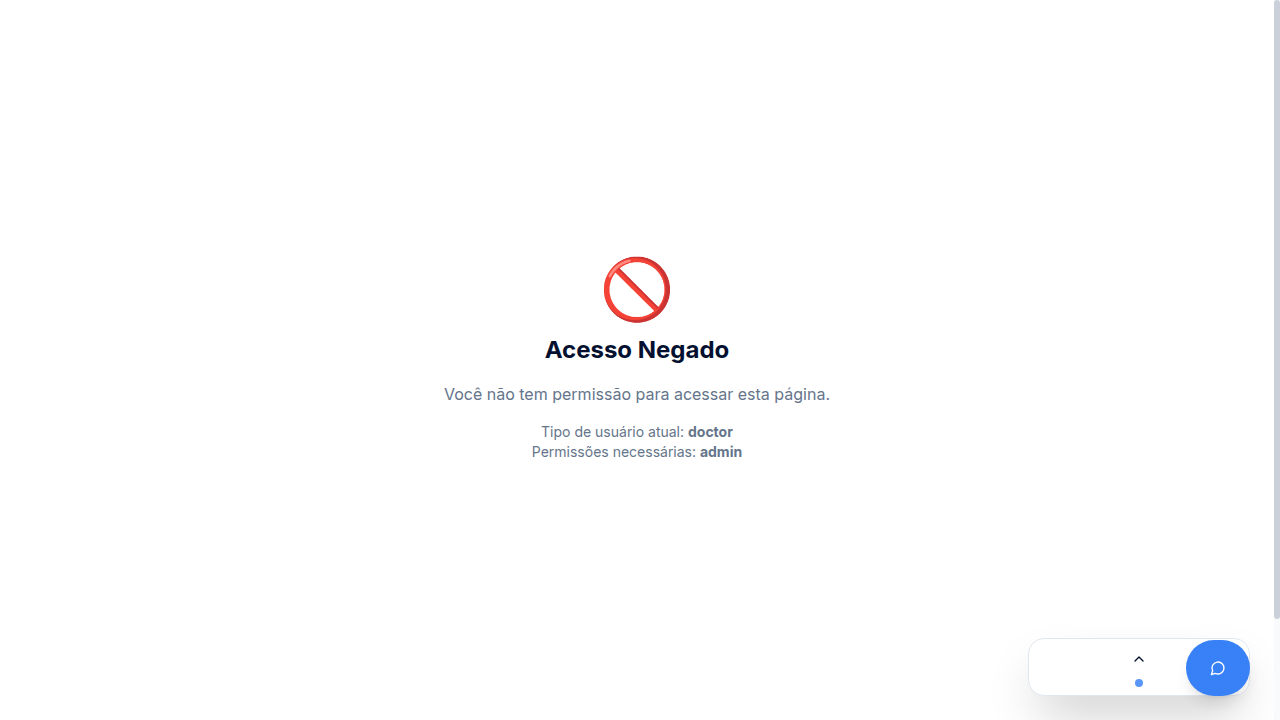 Acesso Negado
Você não tem permissão para acessar esta página.
Tipo de usuário atual: doctor
Permissões necessárias: admin